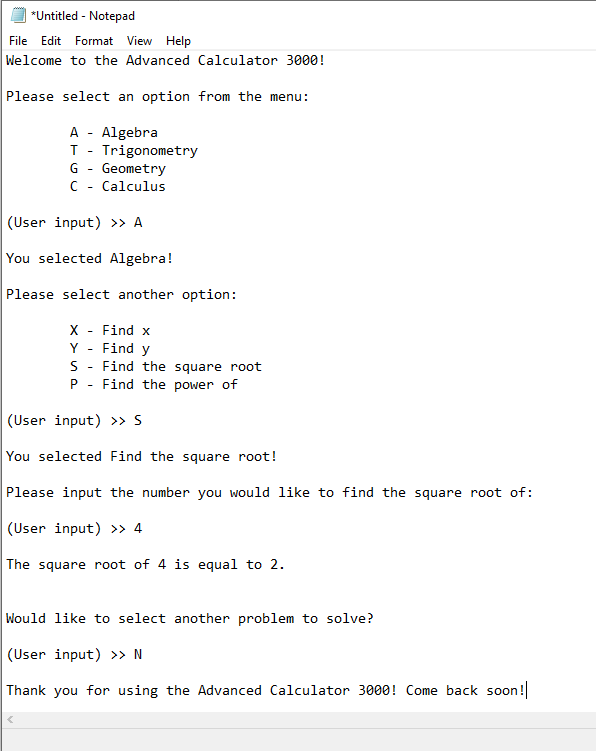 *Untitled - Notepad
File Edit Format View Help
Welcome to the Advanced Calculator 3000!
Please select an option from the menu:
A - Algebra
T - Trigonometry
G - Geometry
C - Calculus
(User input) >> A
You selected Algebra!
Please select another option:
X - Find x
Y - Find y
S - Find the square root
P - Find the power of
(User input) >> S
You selected Find the square root!
Please input the number you would like to find the square root of:
(User input) >> 4
The square root of 4 is equal to 2.
Would like to select another problem to solve?
(User input) >> N
Thank you for using the Advanced Calculator 3000! Come back soon!